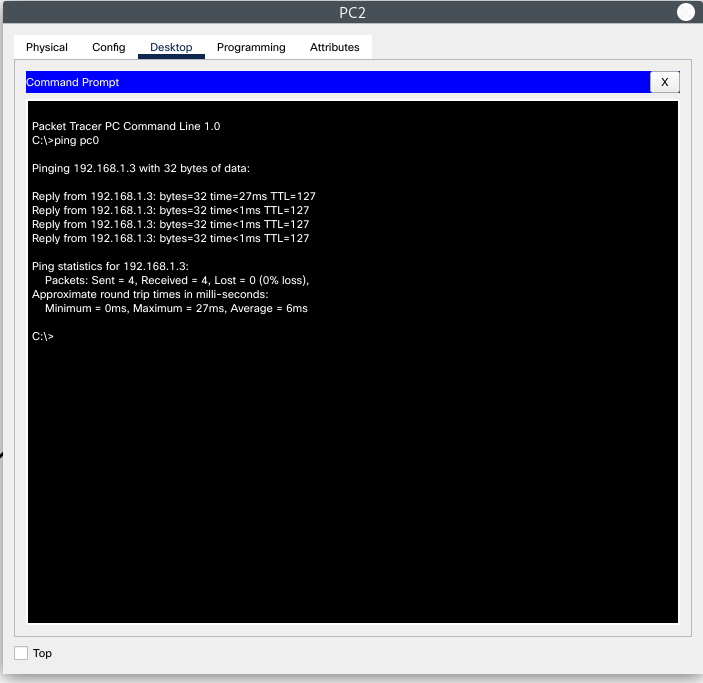 PC2
Physical Config Desktop Programming Attributes
Command Prompt X
Packet Tracer PC Command Line 1.0
C:\>ping pc0
Pinging 192.168.1.3 with 32 bytes of data:
Reply from 192.168.1.3: bytes=32 time=27ms TTL=127
Reply from 192.168.1.3: bytes=32 time<1ms TTL=127
Reply from 192.168.1.3: bytes=32 time<1ms TTL=127
Reply from 192.168.1.3: bytes=32 time<1ms TTL=127
Ping statistics for 192.168.1.3:
Packets: Sent = 4, Received = 4, Lost = 0 (0% loss),
Approximate round trip times in milli-seconds:
Minimum = 0ms, Maximum = 27ms, Average = 6ms
C:\>
Top